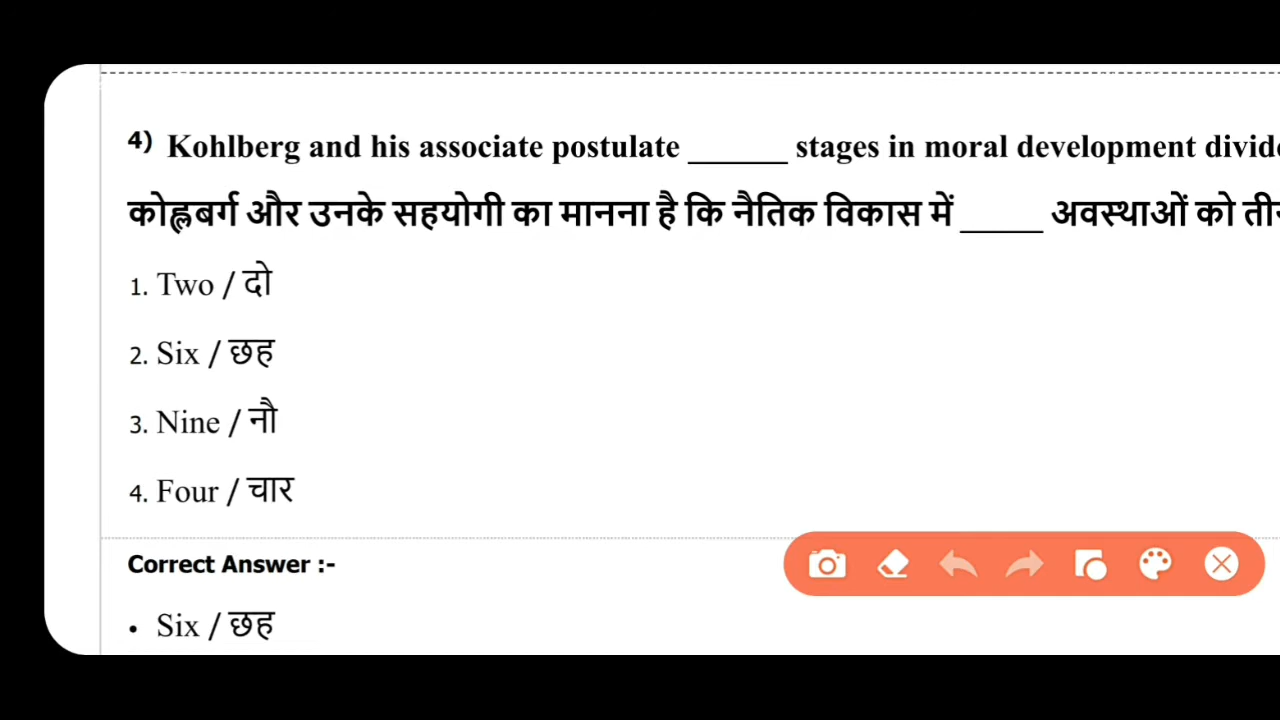 4) Kohlberg and his associate postulate ______ stages in moral development
कोह्लबर्ग और उनके सहयोगी का मानना है कि नैतिक विकास में _____ अवस्थाओं को
1. Two / दो
2. Six / छह
3. Nine / नौ
4. Four / चार
Correct Answer :-
• Six / छह